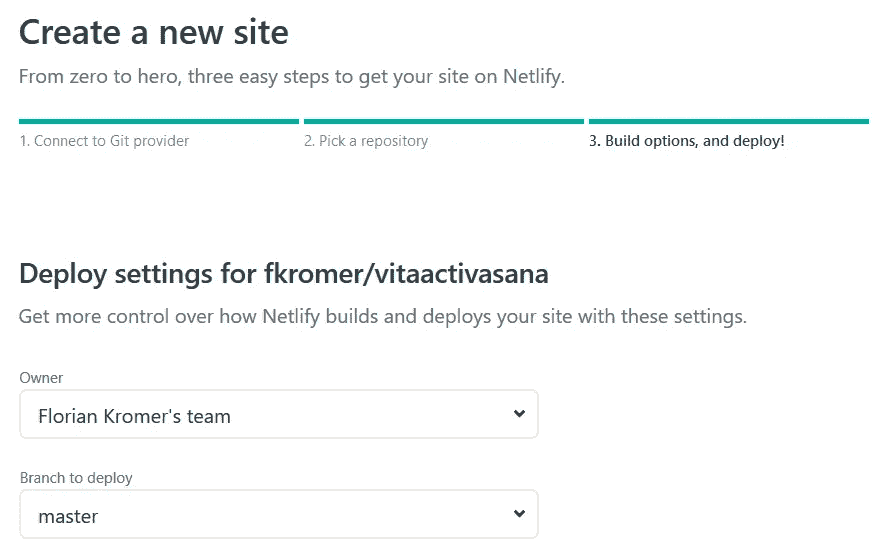 Create a new site
From zero to hero, three easy steps to get your site on Netlify.
1. Connect to Git provider
2. Pick a repository
3. Build options, and deploy!
Deploy settings for fkromer/vitaactivasana
Get more control over how Netlify builds and deploys your site with these settings.
Owner
Florian Kromer's team
Branch to deploy
master